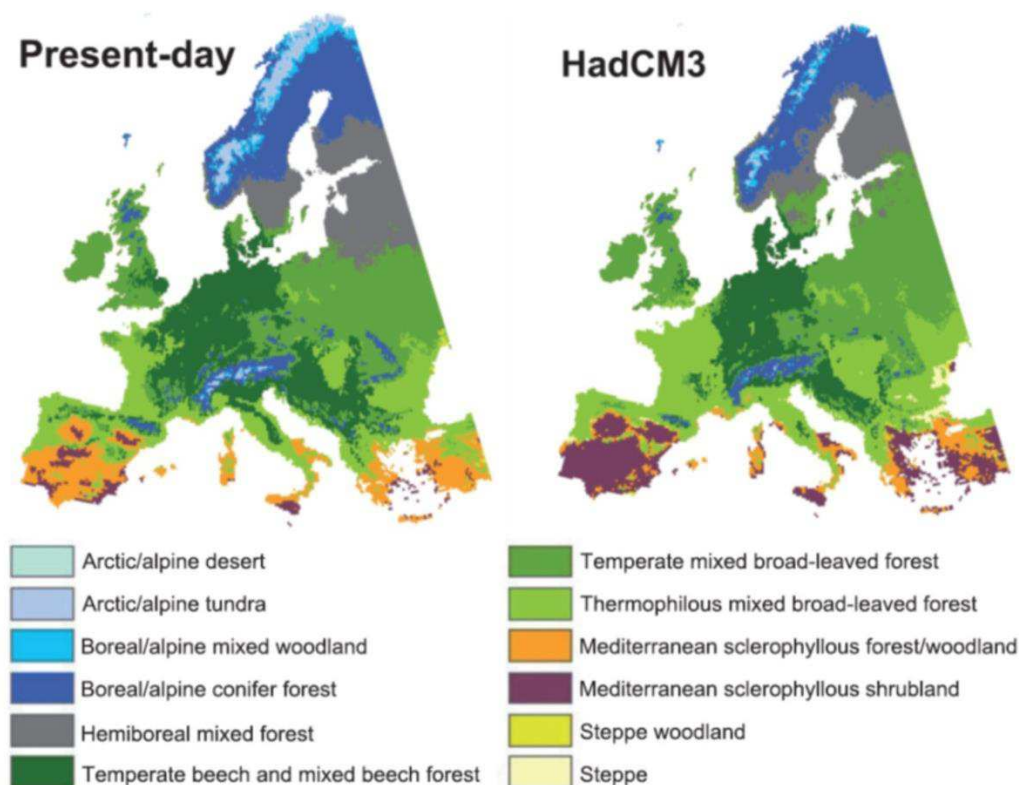 Present-day
HadCM3
Arctic/alpine desert
Arctic/alpine tundra
Boreal/alpine mixed woodland
Boreal/alpine conifer forest
Hemiboreal mixed forest
Temperate beech and mixed beech forest
Temperate mixed broad-leaved forest
Thermophilous mixed broad-leaved forest
Mediterranean sclerophyllous forest/woodland
Mediterranean sclerophyllous shrubland
Steppe woodland
Steppe